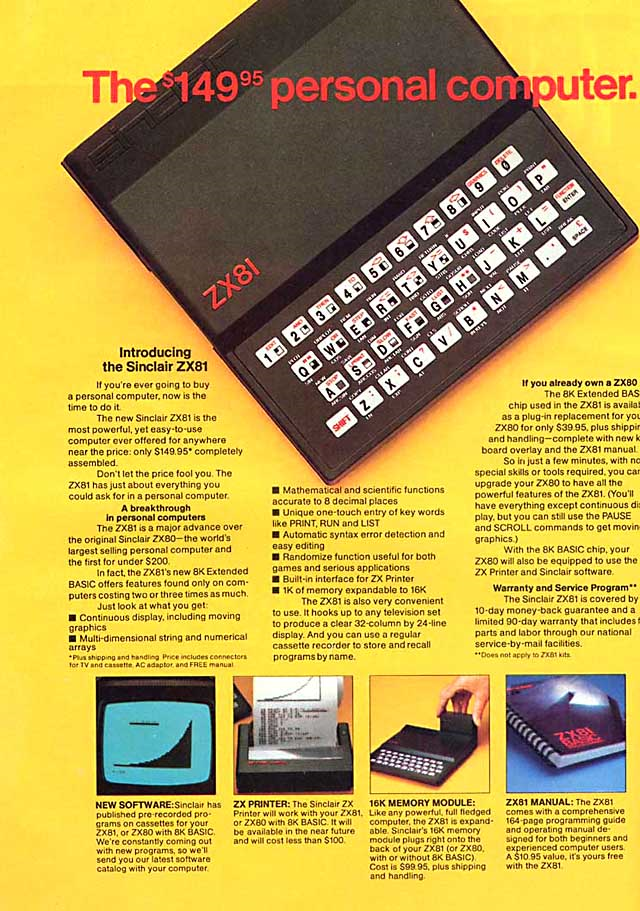 The $149.95 personal computer.
sinclair
ZX81
Introducing
the Sinclair ZX81
If you're ever going to buy
a personal computer, now is the
time to do it.
The new Sinclair ZX81 is the
most powerful, yet easy-to-use
computer ever offered for anywhere
near the price: only $149.95* completely
assembled.
Don't let the price fool you. The
ZX81 has just about everything you
could ask for in a personal computer.
A breakthrough
in personal computers
The ZX81 is a major advance over
the original Sinclair ZX80—the world's
largest selling personal computer and
the first for under $200.
In fact, the ZX81's new 8K Extended
BASIC offers features found only on com-
puters costing two or three times as much.
Just look at what you get:
■ Continuous display, including moving
graphics
■ Multi-dimensional string and numerical
arrays
*Plus shipping and handling. Price includes connectors
for TV and cassette, AC adaptor, and FREE manual.
■ Mathematical and scientific functions
accurate to 8 decimal places
■ Unique one-touch entry of key words
like PRINT, RUN and LIST
■ Automatic syntax error detection and
easy editing
■ Randomize function useful for both
games and serious applications
■ Built-in interface for ZX Printer
■ 1K of memory expandable to 16K
The ZX81 is also very convenient
to use. It hooks up to any television set
to produce a clear 32-column by 24-line
display. And you can use a regular
cassette recorder to store and recall
programs by name.
If you already own a ZX80
The 8K Extended BAS
chip used in the ZX81 is availa
as a plug-in replacement for you
ZX80 for only $39.95, plus shippin
and handling—complete with new k
board overlay and the ZX81 manual.
So in just a few minutes, with no
special skills or tools required, you can
upgrade your ZX80 to have all the
powerful features of the ZX81. (You'll
have everything except continuous dis
play, but you can still use the PAUSE
and SCROLL commands to get movin
graphics.)
With the 8K BASIC chip, your
ZX80 will also be equipped to use the
ZX Printer and Sinclair software.
Warranty and Service Program**
The Sinclair ZX81 is covered by
10-day money-back guarantee and a
limited 90-day warranty that includes f
parts and labor through our national
service-by-mail facilities.
**Does not apply to ZX81 kits.
NEW SOFTWARE: Sinclair has
published pre-recorded pro-
grams on cassettes for your
ZX81, or ZX80 with 8K BASIC.
We're constantly coming out
with new programs, so we'll
send you our latest software
catalog with your computer.
ZX PRINTER: The Sinclair ZX
Printer will work with your ZX81,
or ZX80 with 8K BASIC. It will
be available in the near future
and will cost less than $100.
16K MEMORY MODULE:
Like any powerful, full fledged
computer, the ZX81 is expand-
able. Sinclair's 16K memory
module plugs right onto the
back of your ZX81 (or ZX80,
with or without 8K BASIC).
Cost is $99.95, plus shipping
and handling.
ZX81
BASIC
ZX81 MANUAL: The ZX81
comes with a comprehensive
164-page programming guide
and operating manual de-
signed for both beginners and
experienced computer users.
A $10.95 value, it's yours free
with the ZX81.
1 2 3 4 5 6 7 8 9 0
Q W E R T Y U I O P
A S D F G H J K L ENTER
SHIFT Z X C V B N M . SPACE